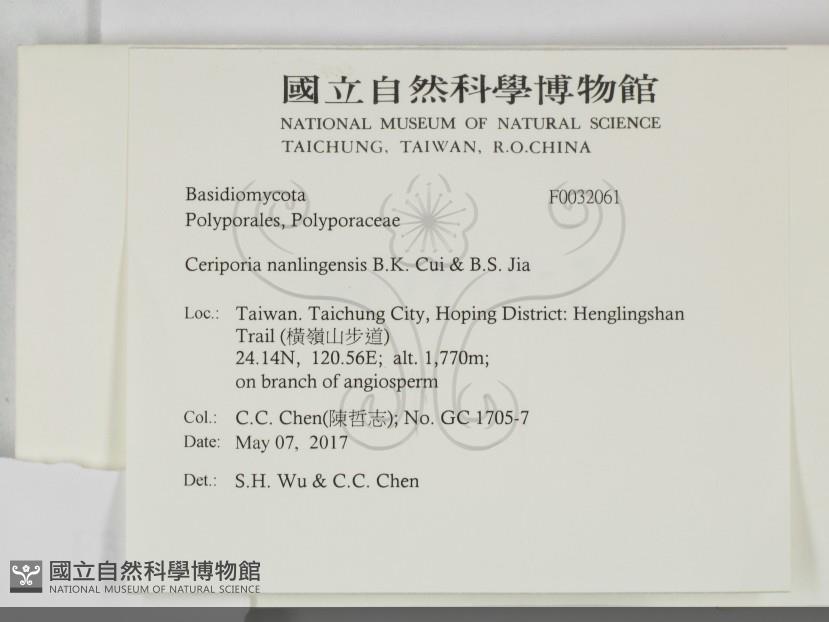 國立自然科學博物館
NATIONAL MUSEUM OF NATURAL SCIENCE
TAICHUNG, TAIWAN, R.O.CHINA
Basidiomycota F0032061
Polyporales, Polyporaceae
Ceriporia nanlingensis B.K. Cui & B.S. Jia
Loc.: Taiwan. Taichung City, Hoping District: Henglingshan
Trail (橫嶺山步道)
24.14N, 120.56E; alt. 1,770m;
on branch of angiosperm
Col.: C.C. Chen(陳哲志); No. GC 1705-7
Date: May 07, 2017
Det.: S.H. Wu & C.C. Chen
國立自然科學博物館
NATIONAL MUSEUM OF NATURAL SCIENCE